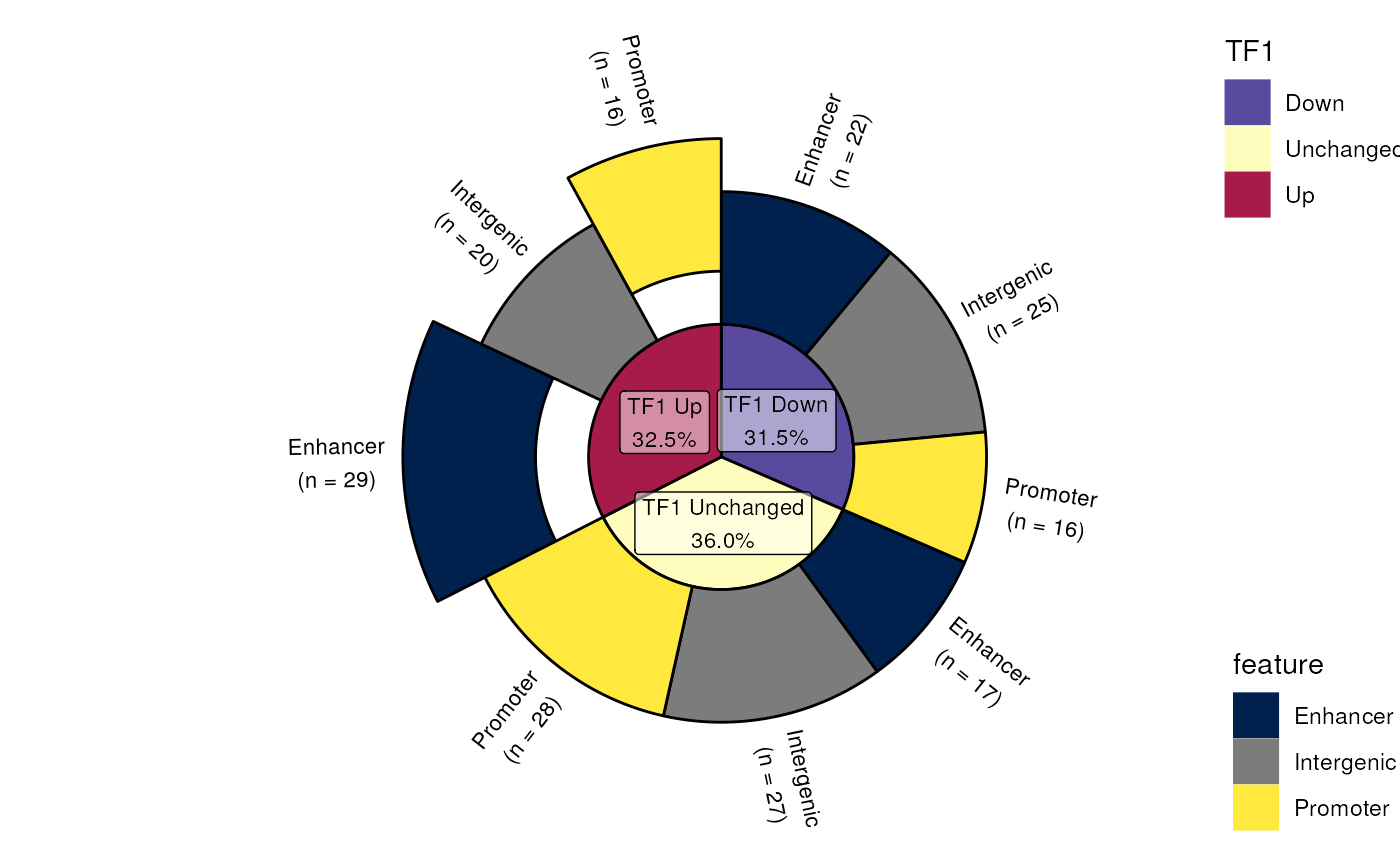 Promoter
(n = 16)
Enhancer
(n = 22)
Intergenic
(n = 25)
Promoter
(n = 16)
Enhancer
(n = 17)
Intergenic
(n = 27)
Promoter
(n = 28)
Enhancer
(n = 29)
Intergenic
(n = 20)
TF1 Up
32.5%
TF1 Down
31.5%
TF1 Unchanged
36.0%
TF1
Down
Unchanged
Up
feature
Enhancer
Intergenic
Promoter